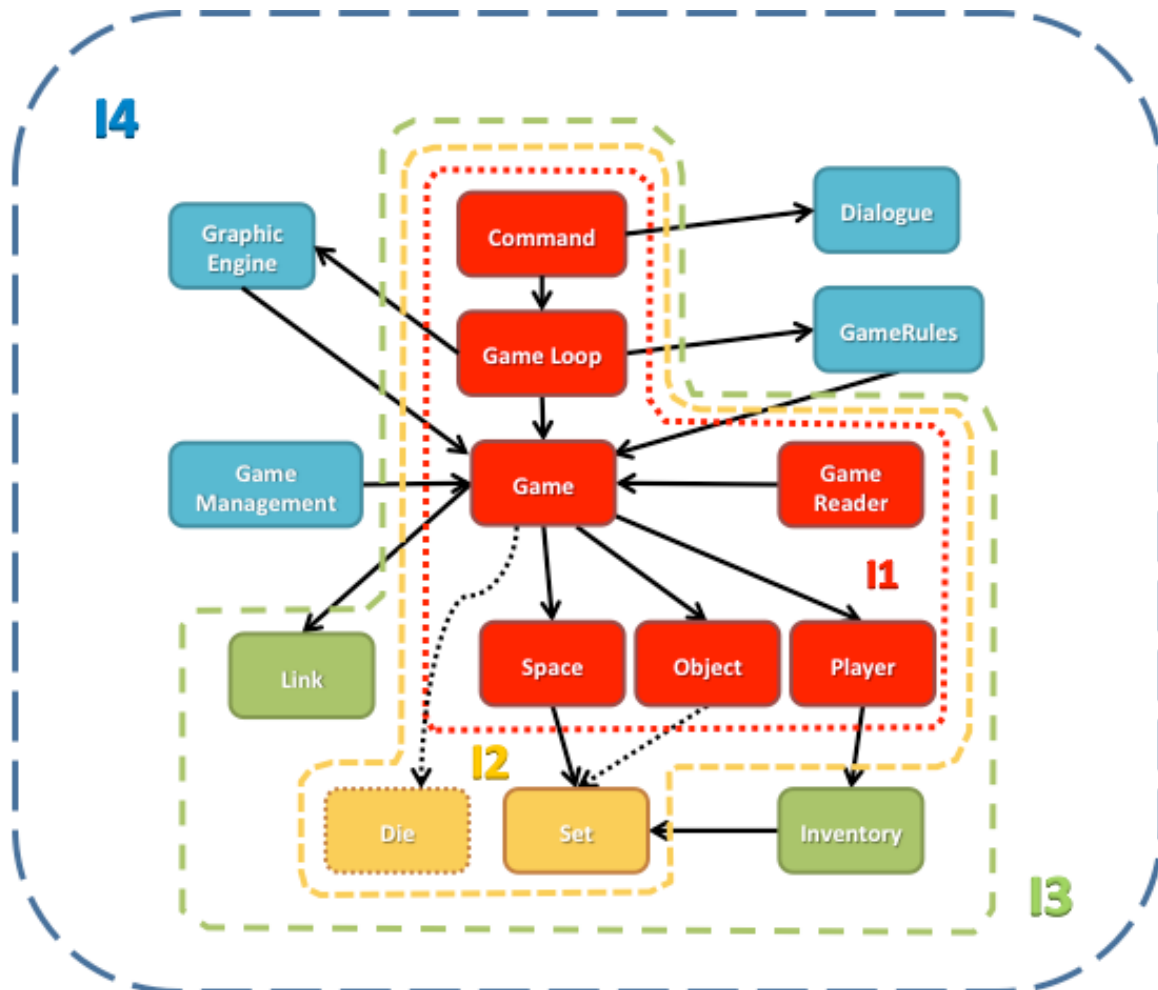 I4
Command
Dialogue
Graphic
Engine
Game Loop
GameRules
Game
Management
Game
Game
Reader
I1
Link
Space
Object
Player
I2
Die
Set
Inventory
I3